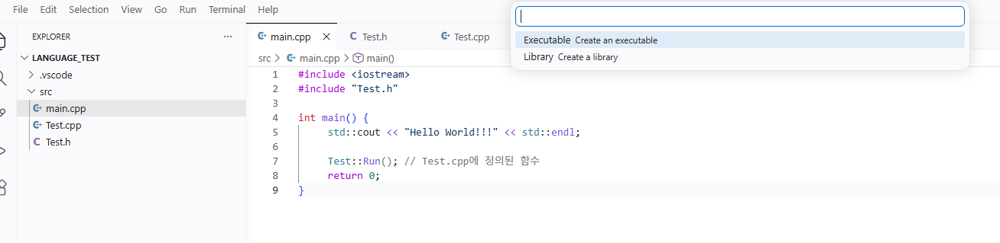 File Edit Selection View Go Run Terminal Help
Executable Create an executable
Library Create a library
EXPLORER ...
LANGUAGE_TEST
.vscode
src
main.cpp
Test.cpp
Test.h
main.cpp Test.h Test.cpp
src > main.cpp > main()
1 #include <iostream>
2 #include "Test.h"
3
4 int main() {
5 std::cout << "Hello World!!!" << std::endl;
6
7 Test::Run(); // Test.cpp에 정의된 함수
8 return 0;
9 }